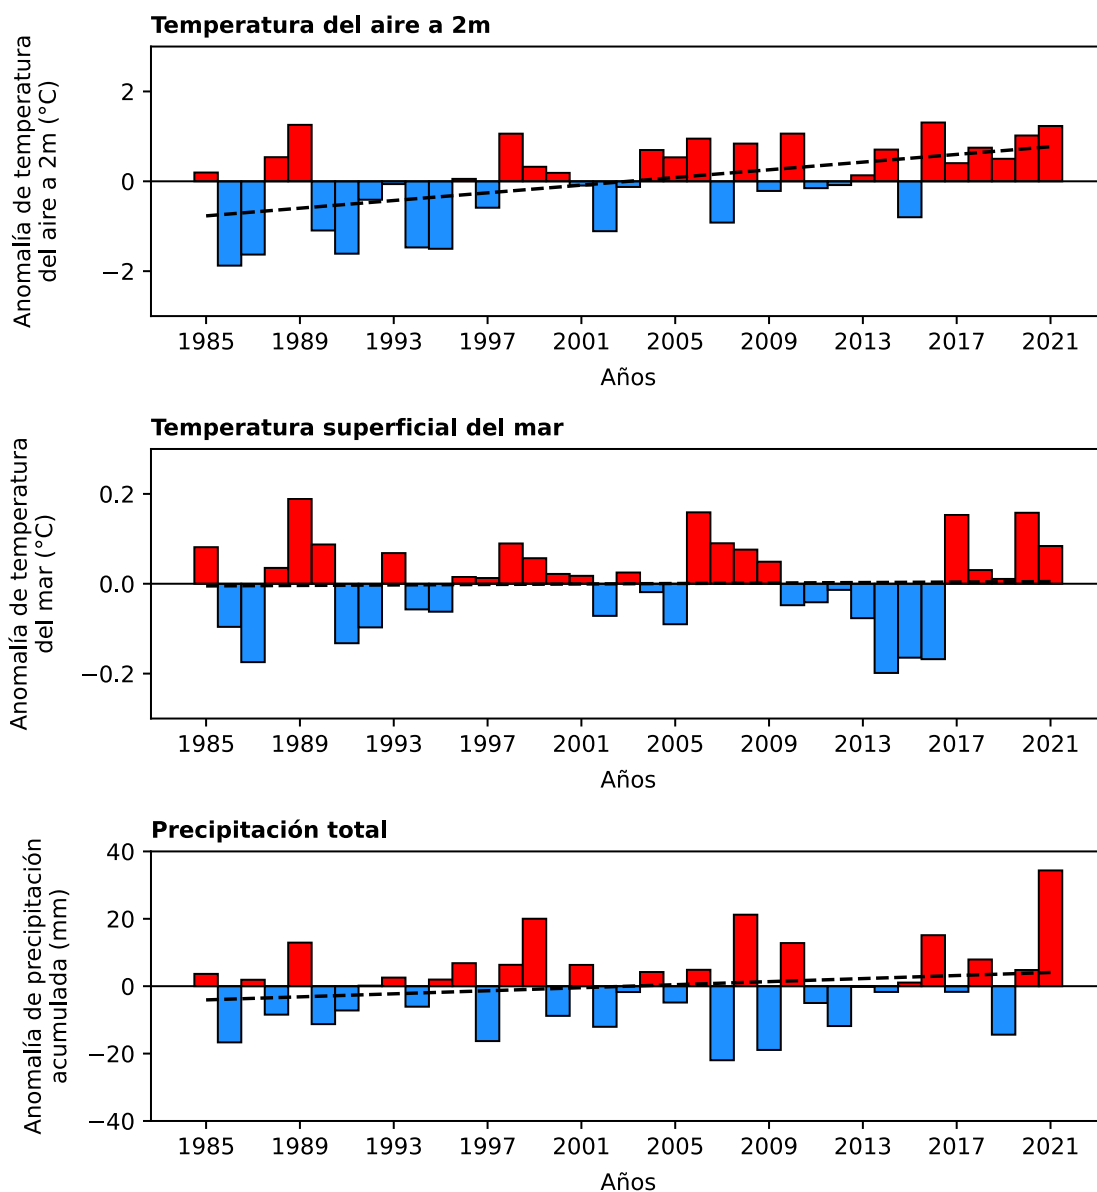 Temperatura del aire a 2m
Anomalía de temperatura
del aire a 2m (°C)
2
0
−2
1985 1989 1993 1997 2001 2005 2009 2013 2017 2021
Años
Temperatura superficial del mar
Anomalía de temperatura
del mar (°C)
0.2
0.0
−0.2
1985 1989 1993 1997 2001 2005 2009 2013 2017 2021
Años
Precipitación total
Anomalía de precipitación
acumulada (mm)
40
20
0
−20
−40
1985 1989 1993 1997 2001 2005 2009 2013 2017 2021
Años